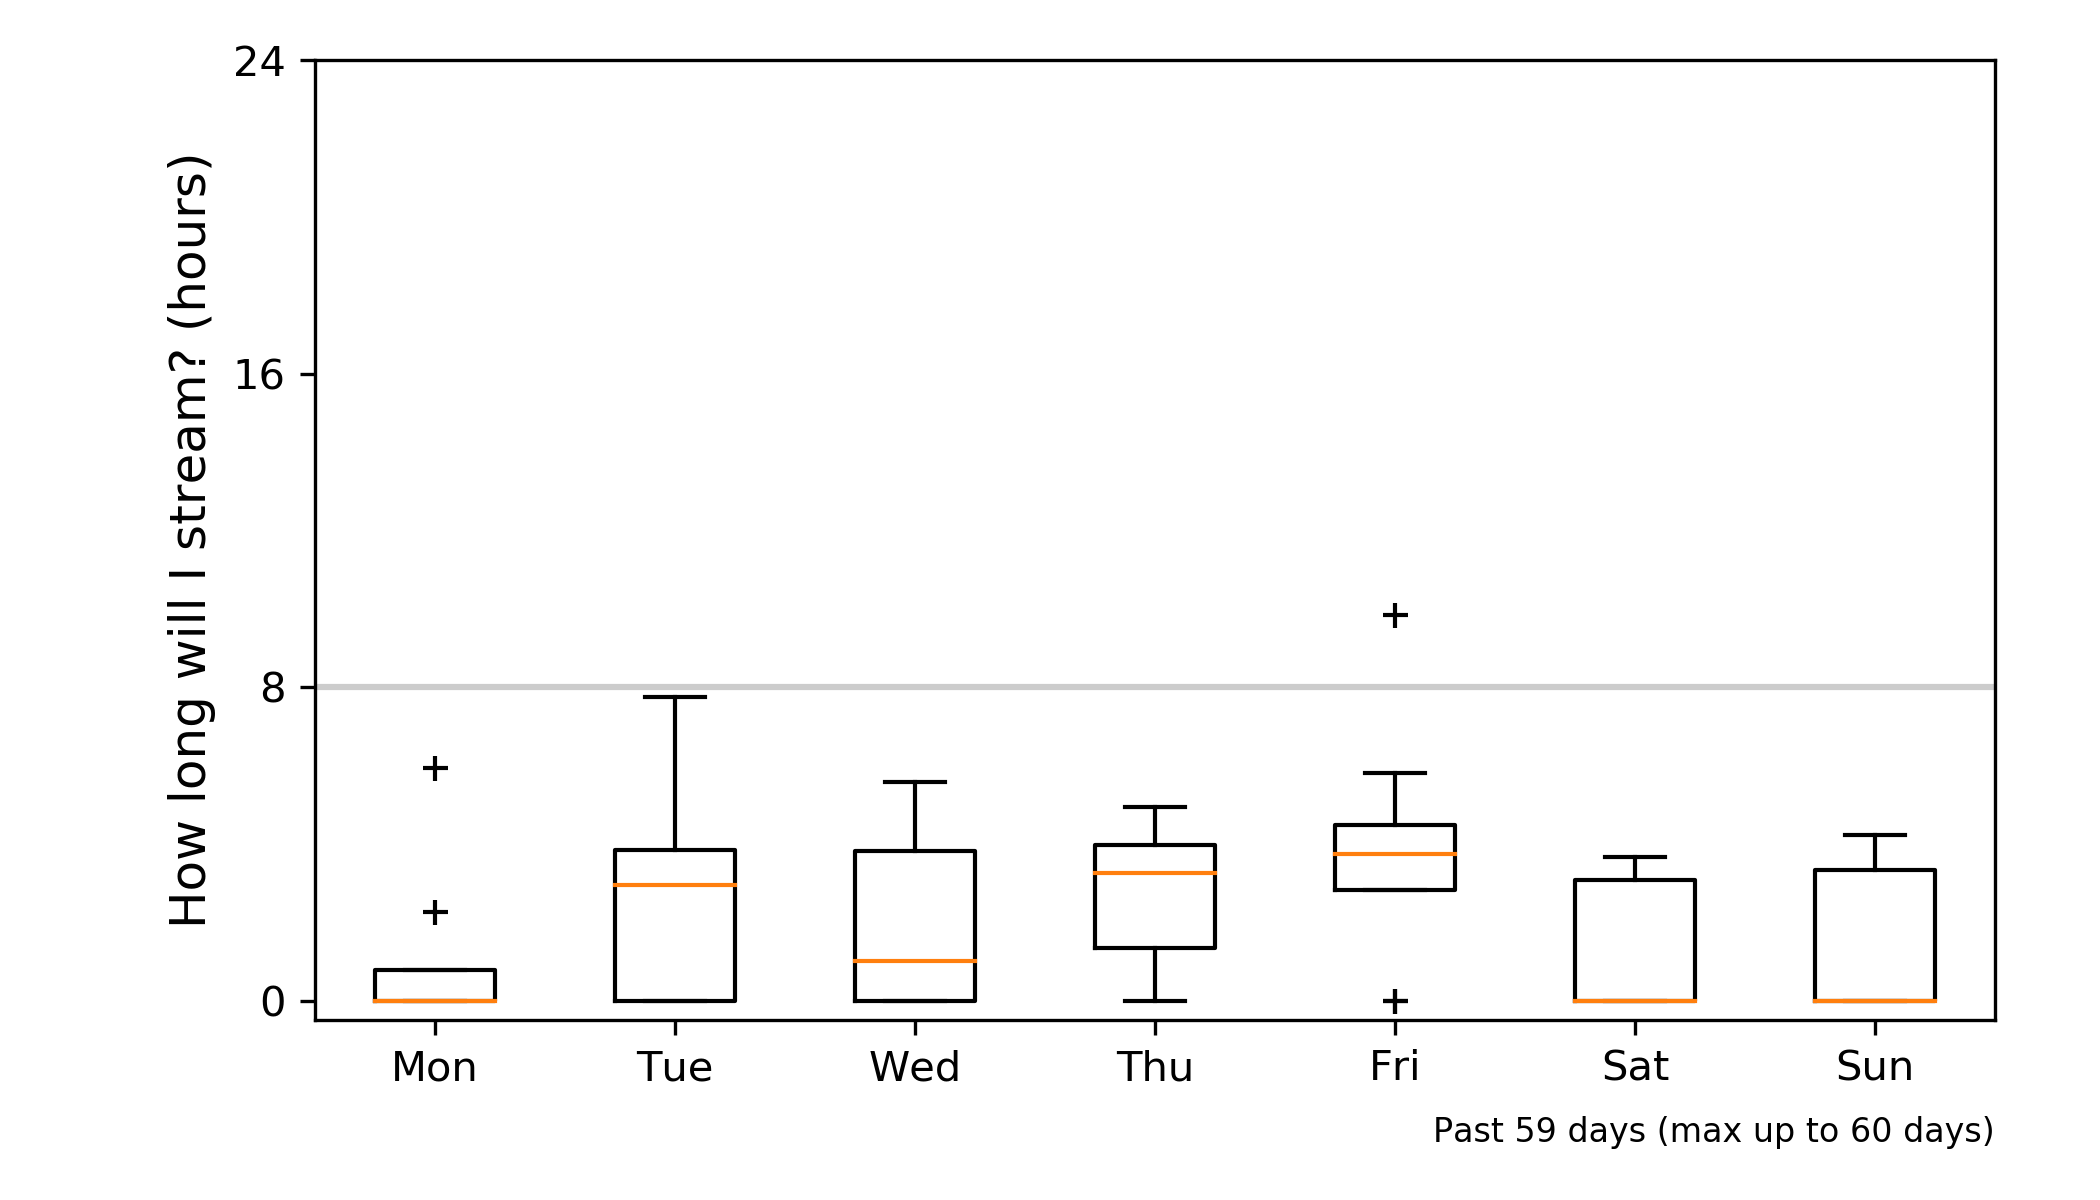 How long will I stream? (hours)
24
16
8
0
Mon Tue Wed Thu Fri Sat Sun
Past 59 days (max up to 60 days)